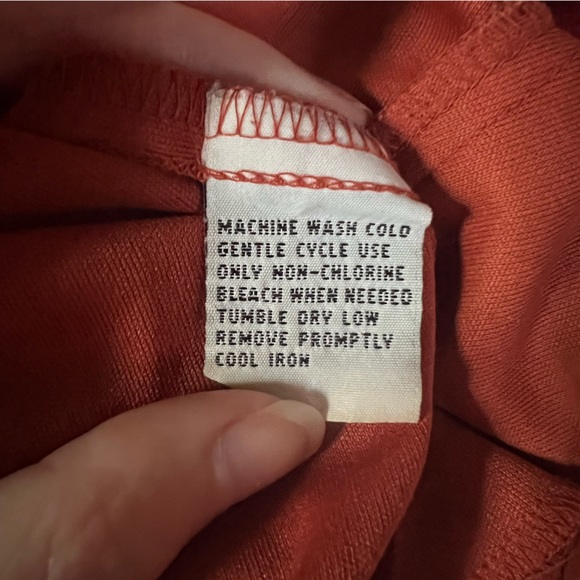 MACHINE WASH COLD
GENTLE CYCLE USE
ONLY NON-CHLORINE
BLEACH WHEN NEEDED
TUMBLE DRY LOW
REMOVE PROMPTLY
COOL IRON